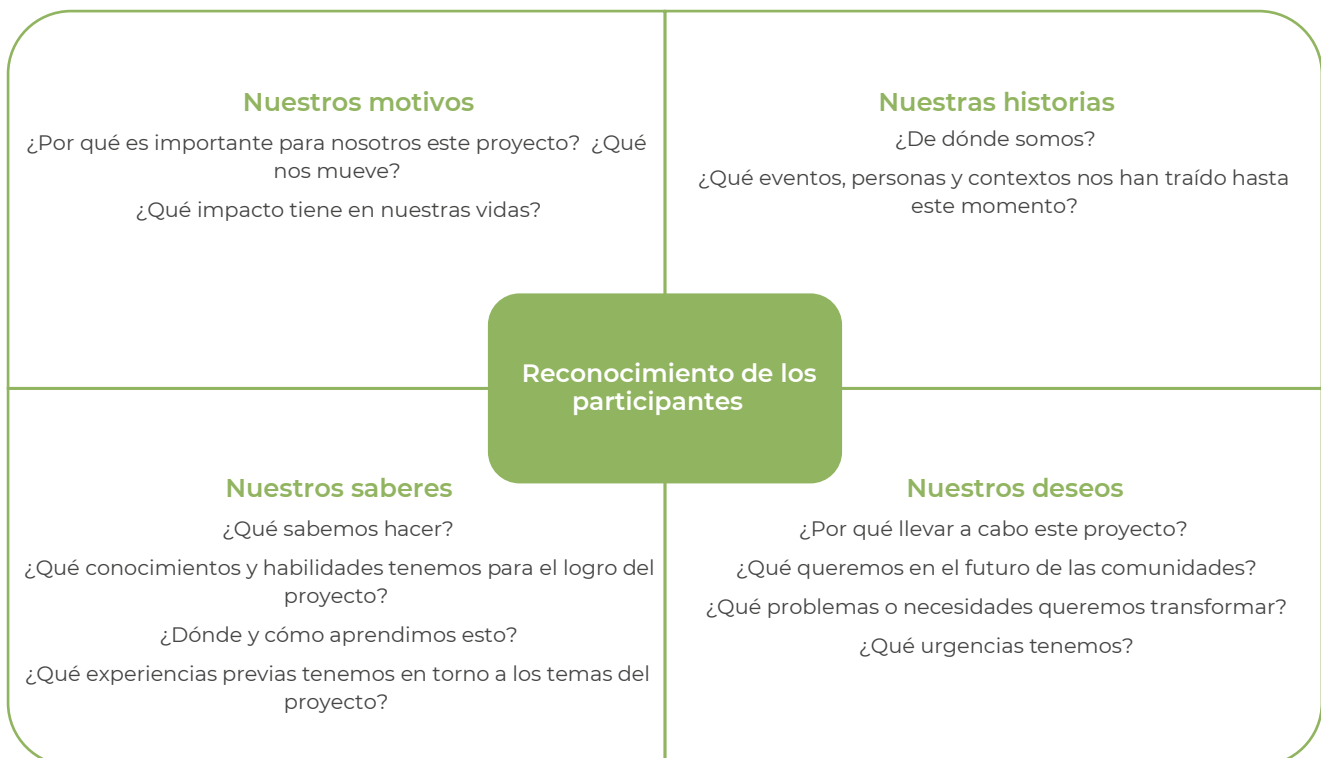 Nuestros motivos
¿Por qué es importante para nosotros este proyecto? ¿Qué
nos mueve?
¿Qué impacto tiene en nuestras vidas?
Nuestras historias
¿De dónde somos?
¿Qué eventos, personas y contextos nos han traído hasta
este momento?
Reconocimiento de los
participantes
Nuestros saberes
¿Qué sabemos hacer?
¿Qué conocimientos y habilidades tenemos para el logro del
proyecto?
¿Dónde y cómo aprendimos esto?
¿Qué experiencias previas tenemos en torno a los temas del
proyecto?
Nuestros deseos
¿Por qué llevar a cabo este proyecto?
¿Qué queremos en el futuro de las comunidades?
¿Qué problemas o necesidades queremos transformar?
¿Qué urgencias tenemos?